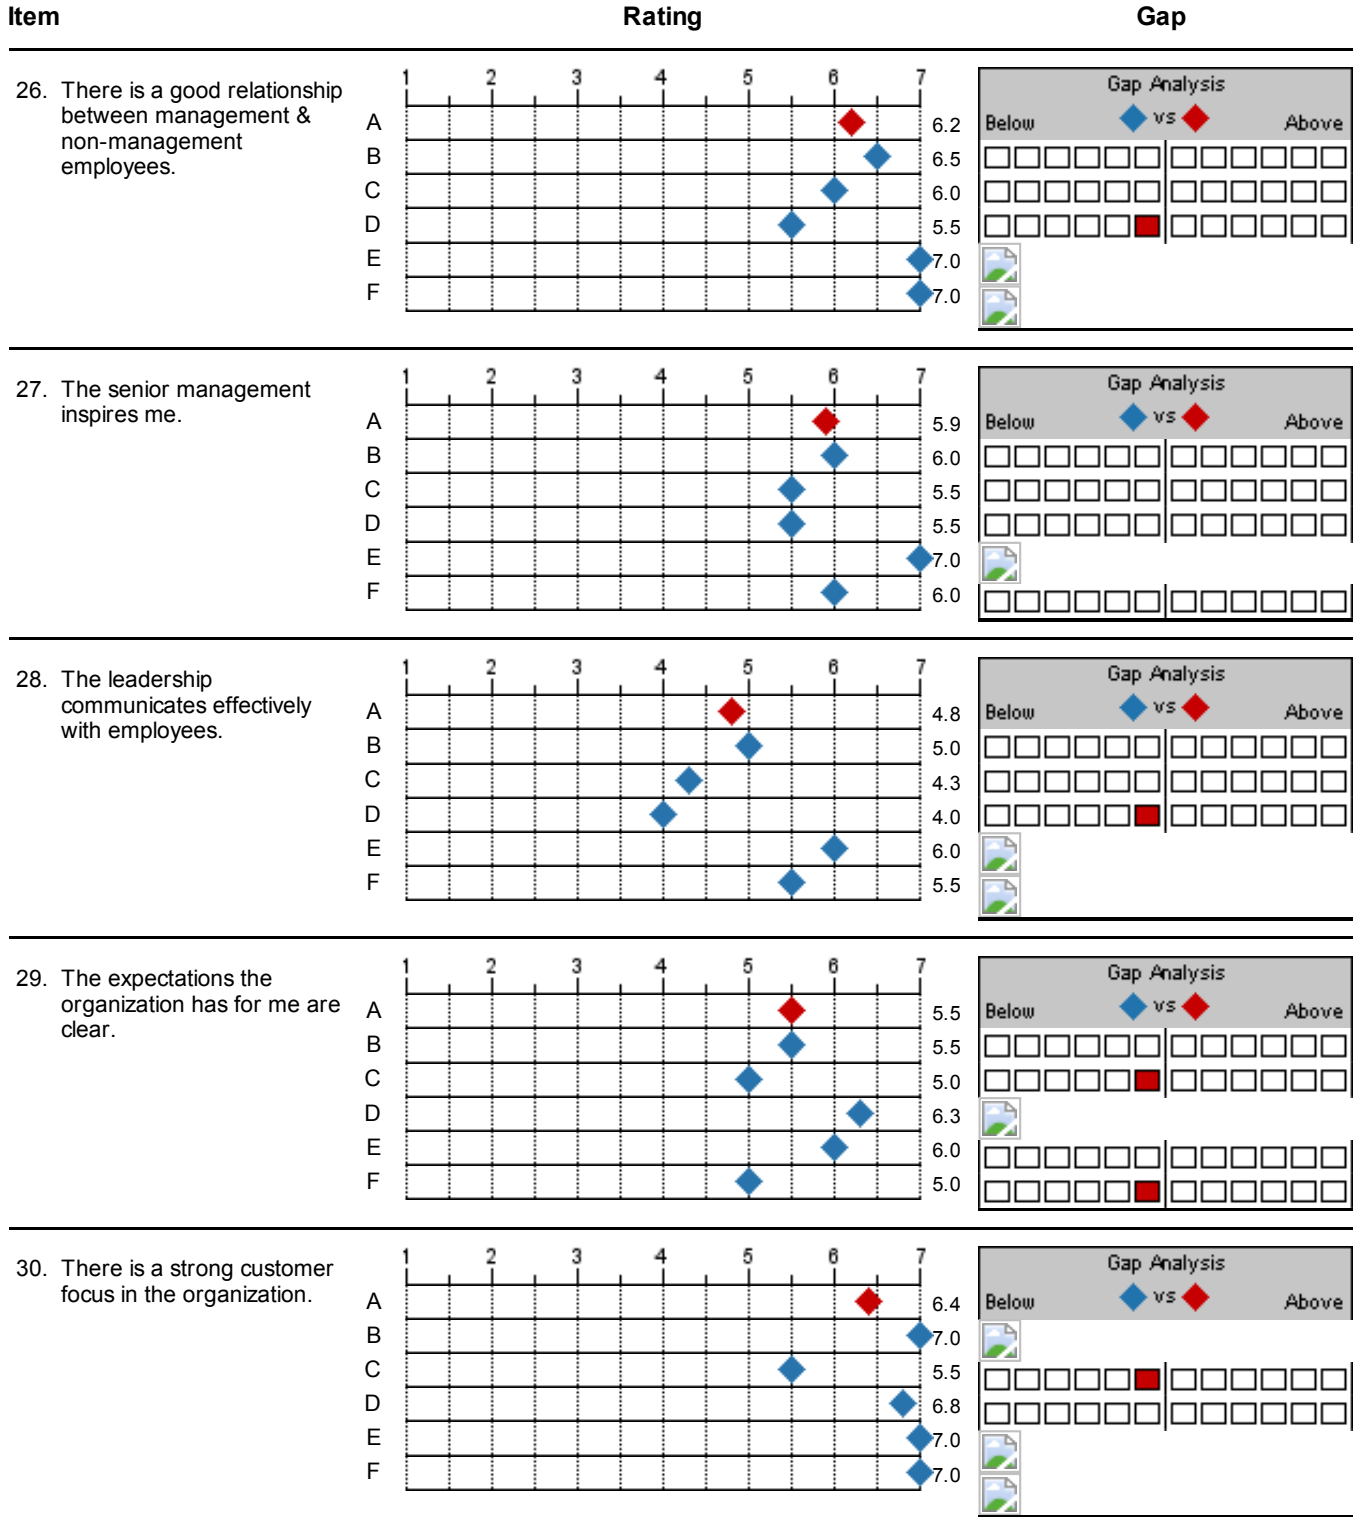 Item Rating Gap
26. There is a good relationship
between management &
non-management
employees.
1 2 3 4 5 6 7
A 6.2
B 6.5
C 6.0
D 5.5
E 7.0
F 7.0
Gap Analysis
Below vs Above
27. The senior management
inspires me.
1 2 3 4 5 6 7
A 5.9
B 6.0
C 5.5
D 5.5
E 7.0
F 6.0
Gap Analysis
Below vs Above
28. The leadership
communicates effectively
with employees.
1 2 3 4 5 6 7
A 4.8
B 5.0
C 4.3
D 4.0
E 6.0
F 5.5
Gap Analysis
Below vs Above
29. The expectations the
organization has for me are
clear.
1 2 3 4 5 6 7
A 5.5
B 5.5
C 5.0
D 6.3
E 6.0
F 5.0
Gap Analysis
Below vs Above
30. There is a strong customer
focus in the organization.
1 2 3 4 5 6 7
A 6.4
B 7.0
C 5.5
D 6.8
E 7.0
F 7.0
Gap Analysis
Below vs Above